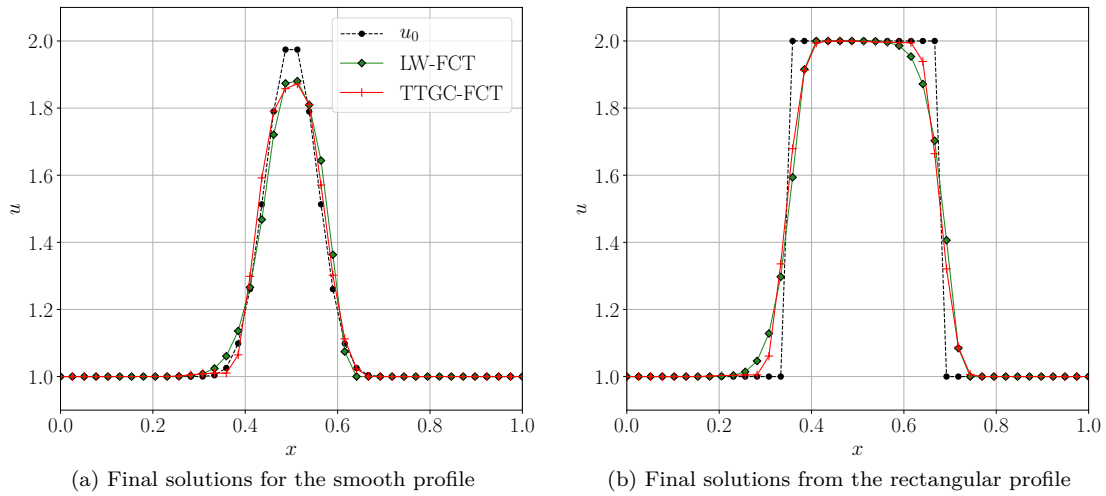 2.0
1.8
1.6
1.4
1.2
1.0
u
0.0 0.2 0.4 0.6 0.8 1.0
x
u₀
LW-FCT
TTGC-FCT
(a) Final solutions for the smooth profile
2.0
1.8
1.6
1.4
1.2
1.0
u
0.0 0.2 0.4 0.6 0.8 1.0
x
(b) Final solutions from the rectangular profile